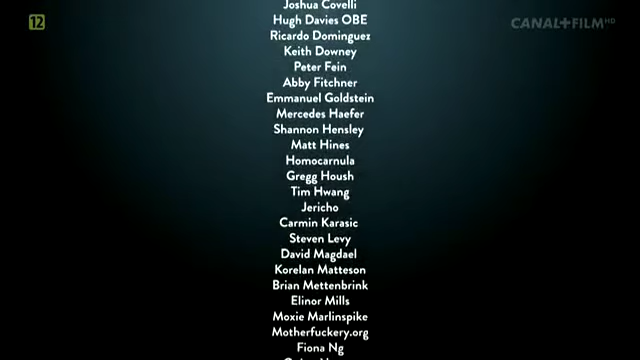 12
CANAL+FILM HD
Joshua Covelli
Hugh Davies OBE
Ricardo Dominguez
Keith Downey
Peter Fein
Abby Fitchner
Emmanuel Goldstein
Mercedes Haefer
Shannon Hensley
Matt Hines
Homocarnula
Gregg Housh
Tim Hwang
Jericho
Carmin Karasic
Steven Levy
David Magdael
Korelan Matteson
Brian Mettenbrink
Elinor Mills
Moxie Marlinspike
Motherfuckery.org
Fiona Ng